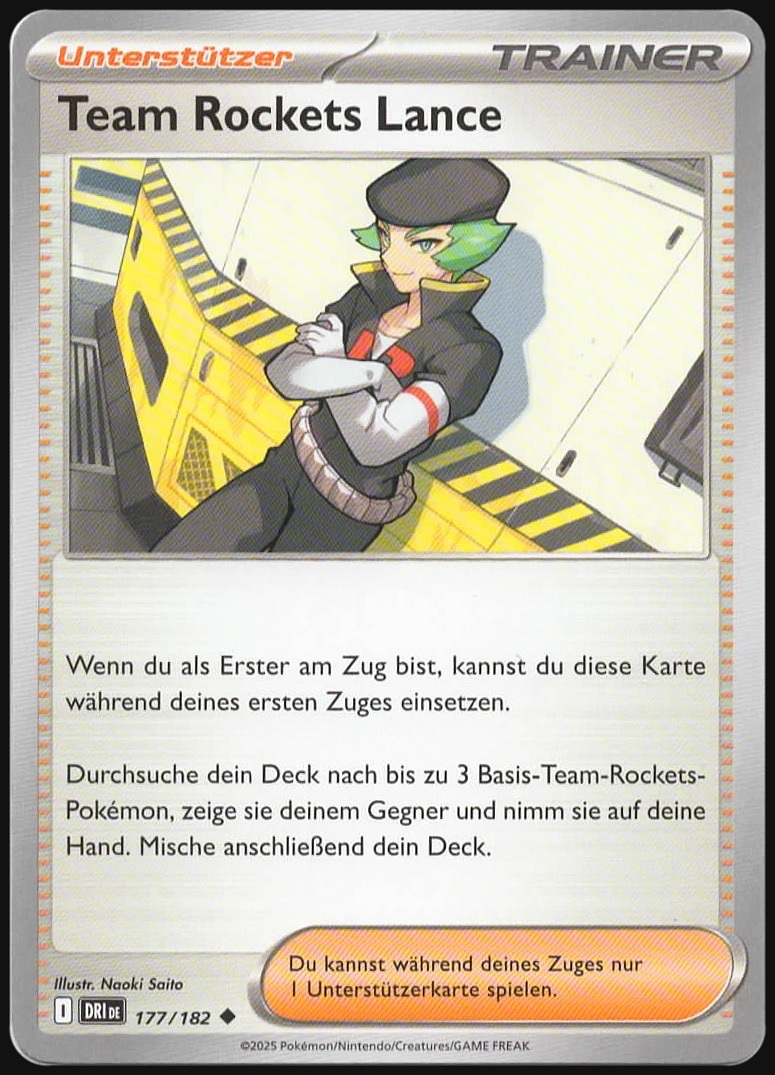 Unterstützer
TRAINER
Team Rockets Lance
Wenn du als Erster am Zug bist, kannst du diese Karte
während deines ersten Zuges einsetzen.
Durchsuche dein Deck nach bis zu 3 Basis-Team-Rockets-
Pokémon, zeige sie deinem Gegner und nimm sie auf deine
Hand. Mische anschließend dein Deck.
Du kannst während deines Zuges nur
1 Unterstützerkarte spielen.
Illustr. Naoki Saito
I DRI DE 177/182
©2025 Pokémon/Nintendo/Creatures/GAME FREAK